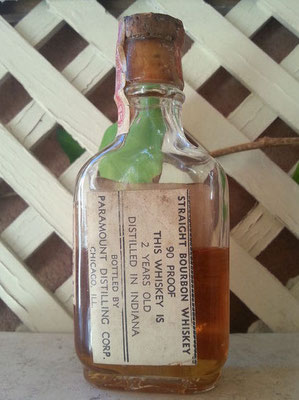 STRAIGHT BOURBON WHISKEY
90 PROOF
THIS WHISKEY IS
2 YEARS OLD
DISTILLED IN INDIANA
BOTTLED BY
PARAMOUNT DISTILLING CORP.
CHICAGO, ILL.